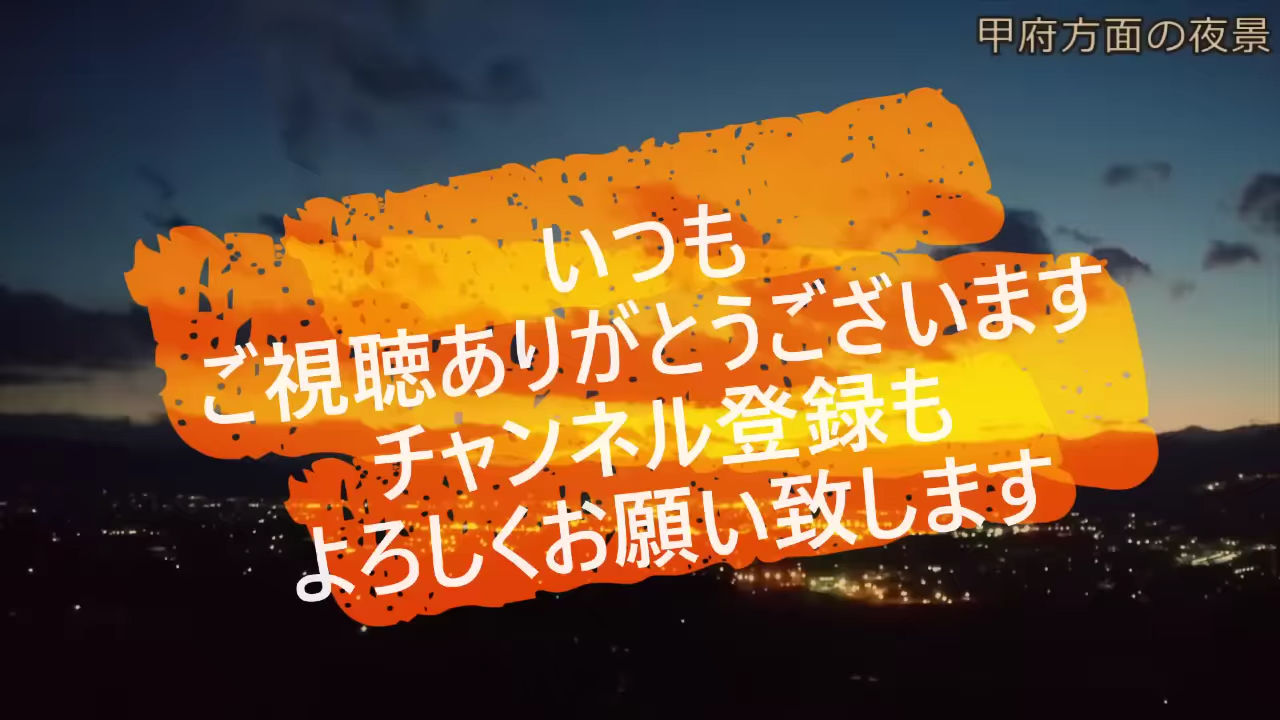 甲府方面の夜景
いつも
ご視聴ありがとうございます
チャンネル登録も
よろしくお願い致します